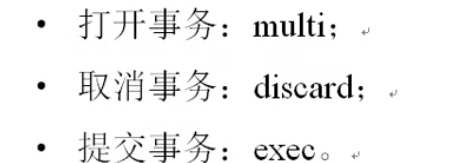 • 打开事务：multi；
• 取消事务：discard；
• 提交事务：exec。